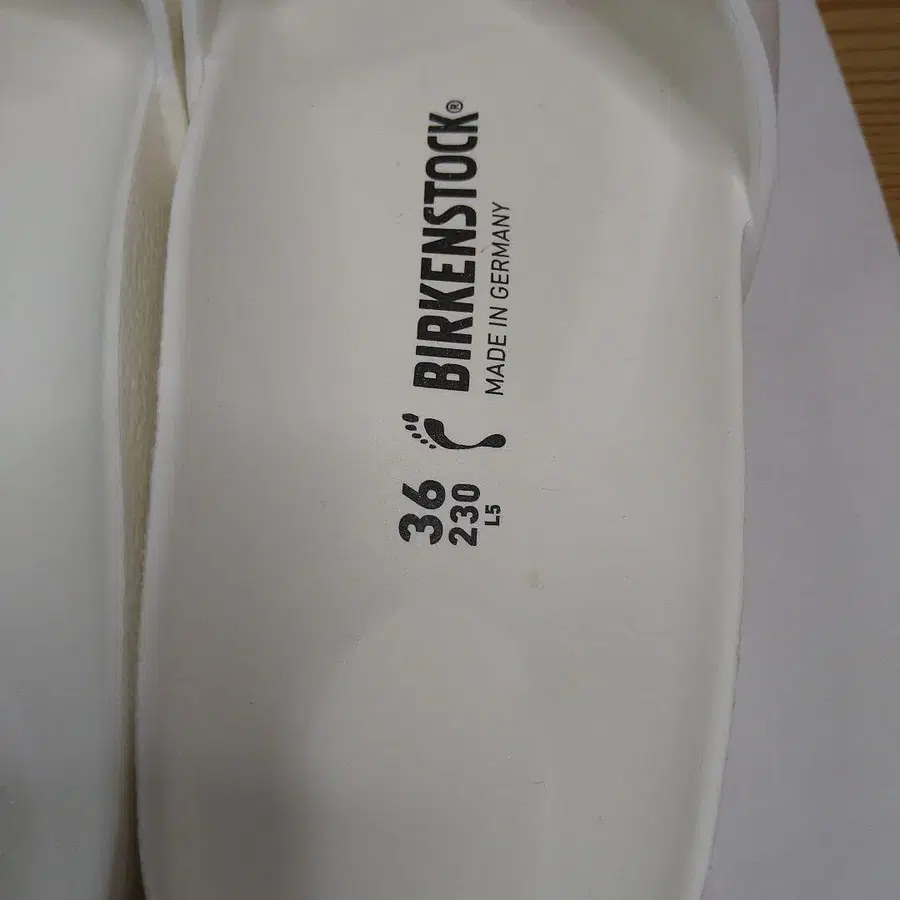 BIRKENSTOCK®
MADE IN GERMANY
36
230
L5